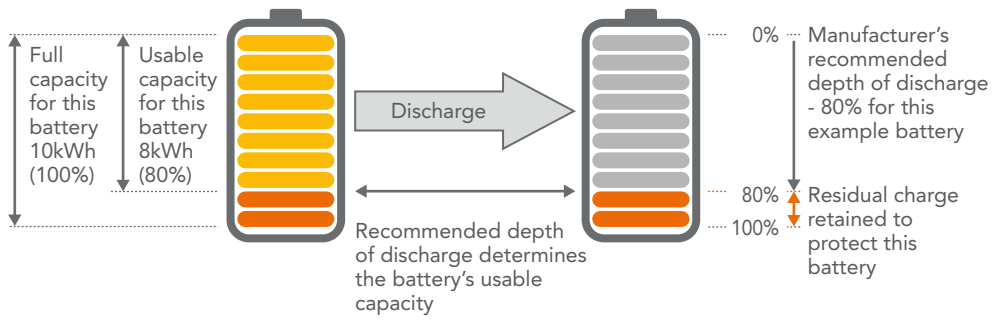 Full
capacity
for this
battery
10kWh
(100%)
Usable
capacity
for this
battery
8kWh
(80%)
Discharge
Recommended depth
of discharge determines
the battery’s usable
capacity
0%
80%
100%
Manufacturer’s
recommended
depth of discharge
- 80% for this
example battery
Residual charge
retained to
protect this
battery